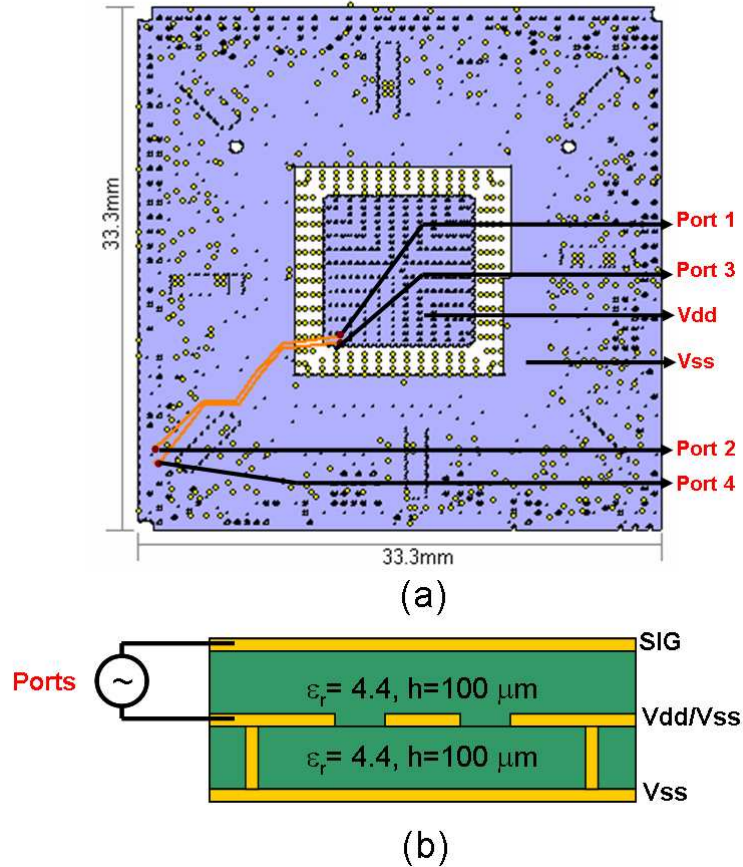 33.3mm
Port 1
Port 3
Vdd
Vss
Port 2
Port 4
33.3mm
(a)
SIG
Ports
~
εr= 4.4, h=100 μm
Vdd/Vss
εr= 4.4, h=100 μm
Vss
(b)